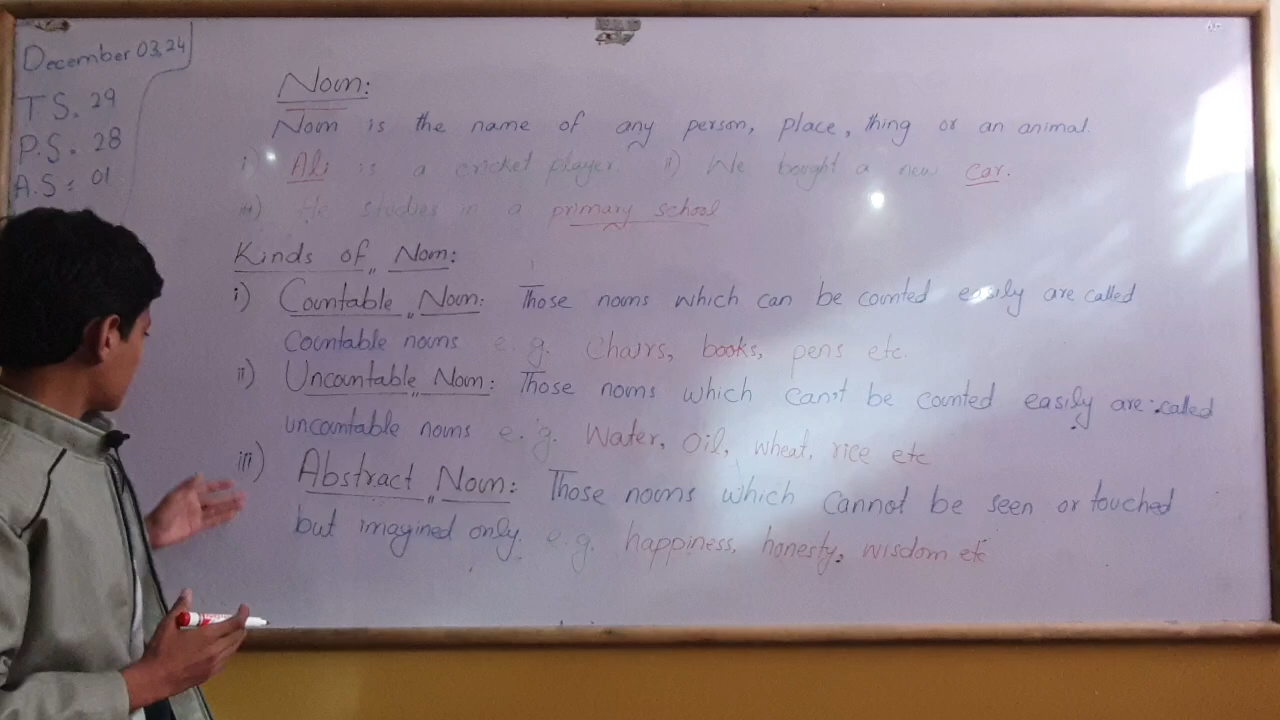 December 03,24
T S. 29
P.S. 28
A.S: 01
Noun:
Noun is the name of any person, place, thing or an animal.
i) Ali is a cricket player. ii) We bought a new car.
iii) He studies in a primary school
Kinds of Noun:
i) Countable Noun: Those nouns which can be counted easily are called
countable nouns e.g. Chairs, books, pens etc.
ii) Uncountable Noun: Those nouns which can't be counted easily are called
uncountable nouns e.g. Water, Oil, wheat, rice etc
iii) Abstract Noun: Those nouns which cannot be seen or touched
but imagined only. e.g. happiness, honesty, wisdom etc